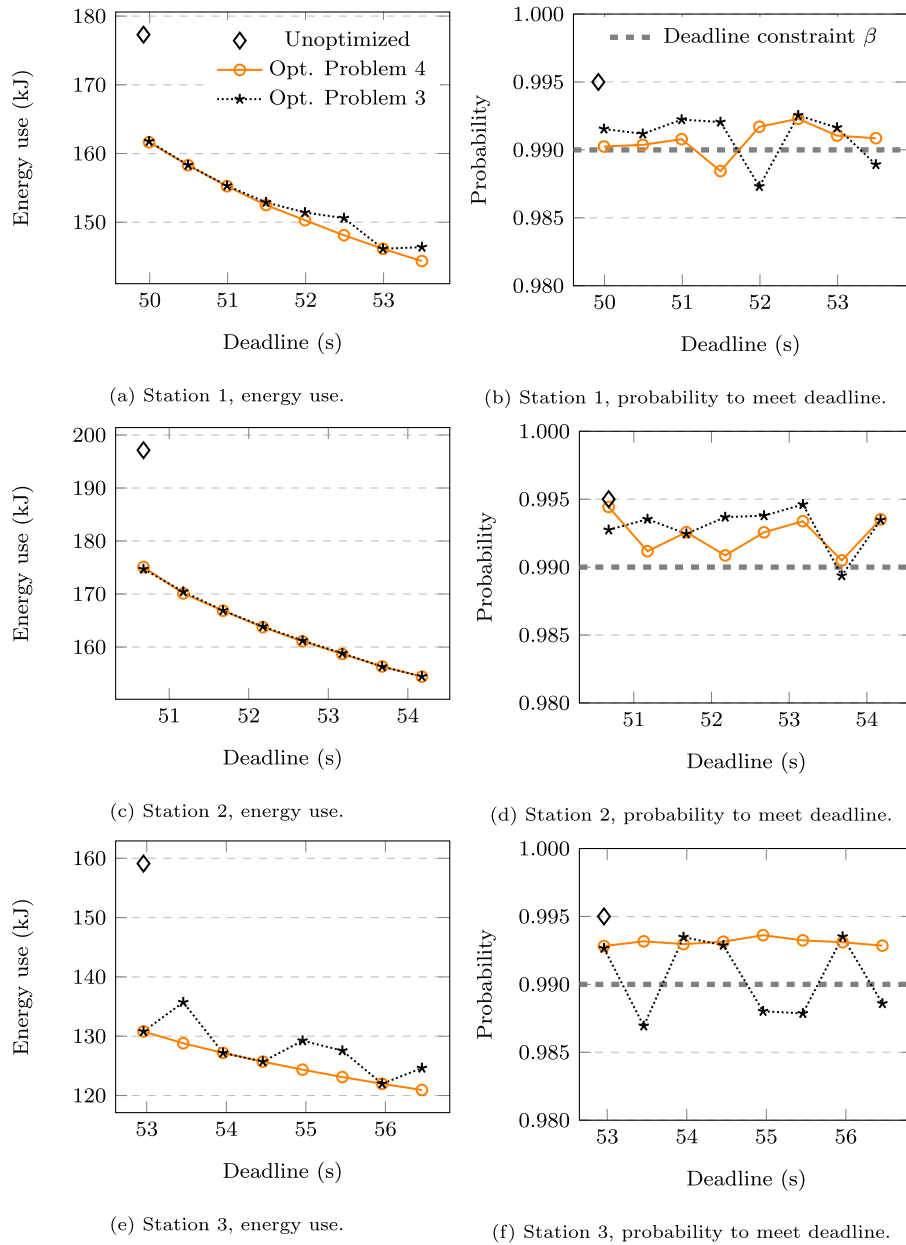 180
170
160
150
Energy use (kJ)
Unoptimized
Opt. Problem 4
Opt. Problem 3
50
51
52
53
Deadline (s)
(a) Station 1, energy use.
1.000
0.995
0.990
0.985
0.980
Probability
Deadline constraint β
50
51
52
53
Deadline (s)
(b) Station 1, probability to meet deadline.
200
190
180
170
160
Energy use (kJ)
51
52
53
54
Deadline (s)
(c) Station 2, energy use.
1.000
0.995
0.990
0.985
0.980
Probability
51
52
53
54
Deadline (s)
(d) Station 2, probability to meet deadline.
160
150
140
130
120
Energy use (kJ)
53
54
55
56
Deadline (s)
(e) Station 3, energy use.
1.000
0.995
0.990
0.985
0.980
Probability
53
54
55
56
Deadline (s)
(f) Station 3, probability to meet deadline.